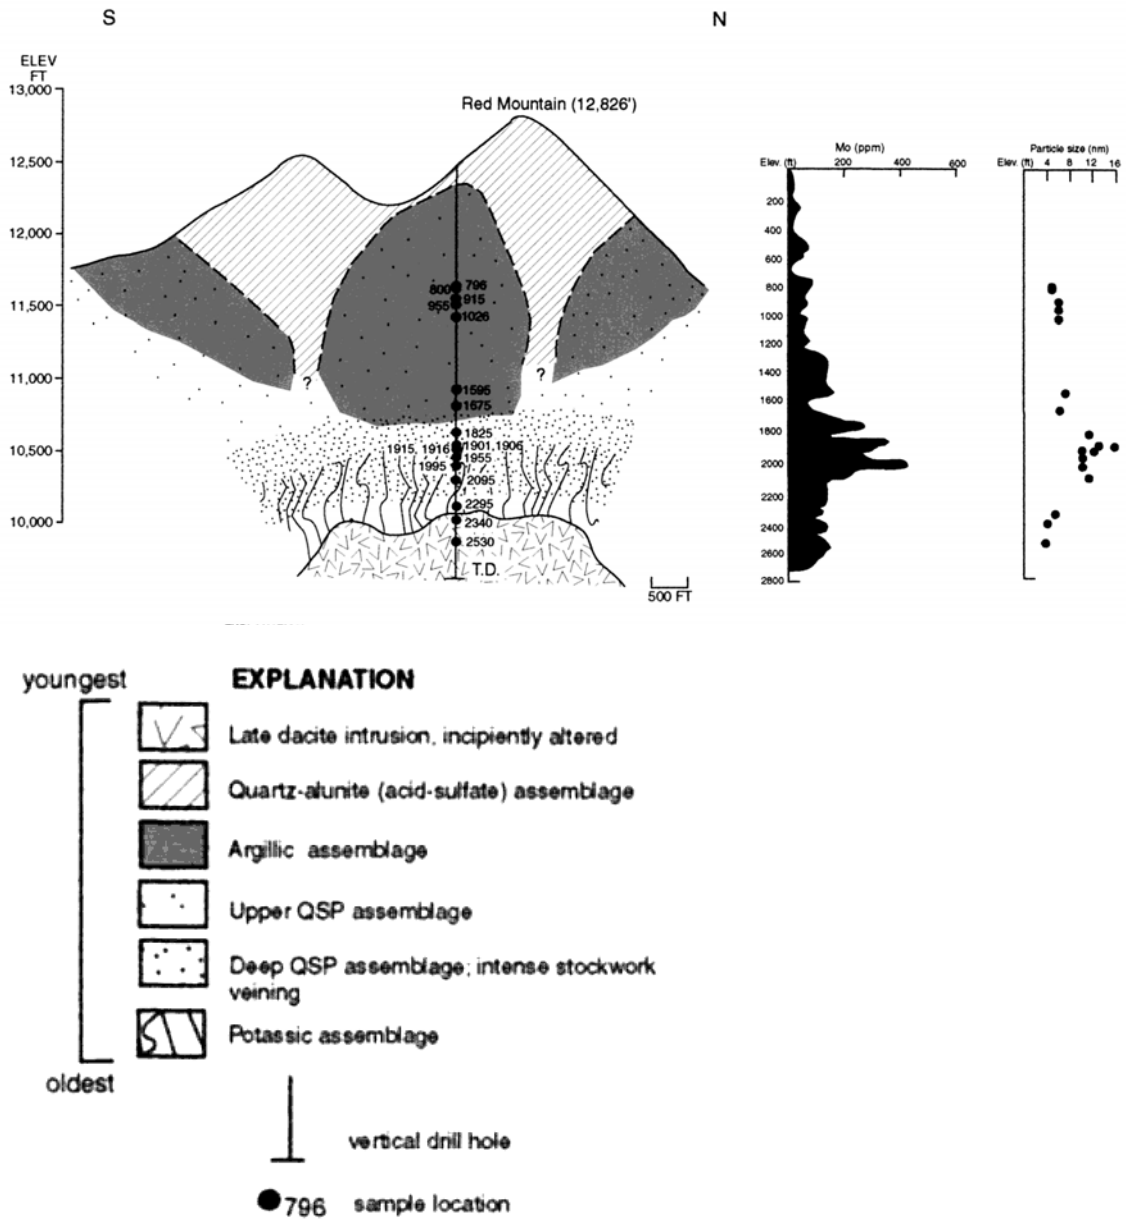 S
N
ELEV
FT
13,000
12,500
12,000
11,500
11,000
10,500
10,000
Red Mountain (12,826')
796
800
915
955
1026
?
?
1595
1675
1825
1915, 1916
1901, 1906
1955
1995
2095
2295
2340
2530
T.D.
500 FT
Mo (ppm)
Elev. (ft)
200
400
600
200
400
600
800
1000
1200
1400
1600
1800
2000
2200
2400
2600
2800
Particle size (nm)
Elev. (ft)
4
8
12
16
youngest
EXPLANATION
Late dacite intrusion, incipiently altered
Quartz-alunite (acid-sulfate) assemblage
Argillic assemblage
Upper QSP assemblage
Deep QSP assemblage; intense stockwork
veining
Potassic assemblage
oldest
vertical drill hole
796
sample location